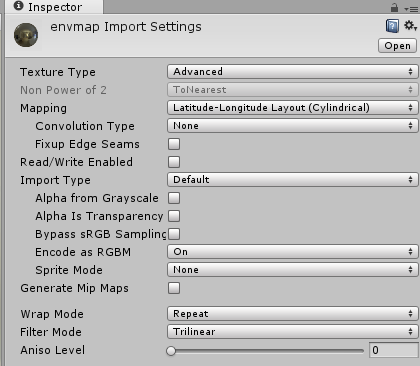 Inspector
envmap Import Settings
Open
Texture Type Advanced
Non Power of 2 ToNearest
Mapping Latitude-Longitude Layout (Cylindrical)
Convolution Type None
Fixup Edge Seams
Read/Write Enabled
Import Type Default
Alpha from Grayscale
Alpha Is Transparency
Bypass sRGB Sampling
Encode as RGBM On
Sprite Mode None
Generate Mip Maps
Wrap Mode Repeat
Filter Mode Trilinear
Aniso Level 0